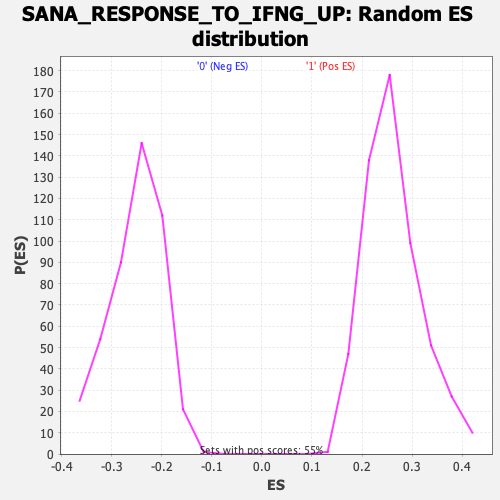 SANA_RESPONSE_TO_IFNG_UP: Random ES
distribution
'0' (Neg ES) '1' (Pos ES)
180
170
160
150
140
130
120
110
100
90
80
70
60
50
40
30
20
10
0
P(ES)
Sets with pos scores: 55%
-0.4 -0.3 -0.2 -0.1 0.0 0.1 0.2 0.3 0.4
ES